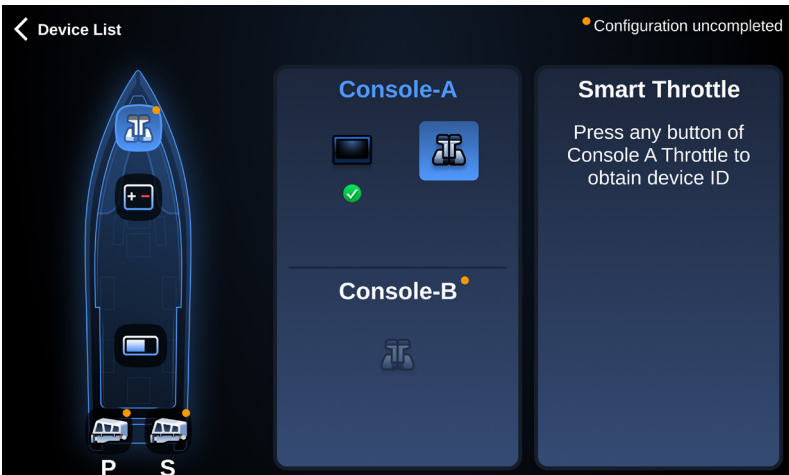 Device List
Configuration uncompleted
Console-A
Console-B
Smart Throttle
Press any button of
Console A Throttle to
obtain device ID
P
S